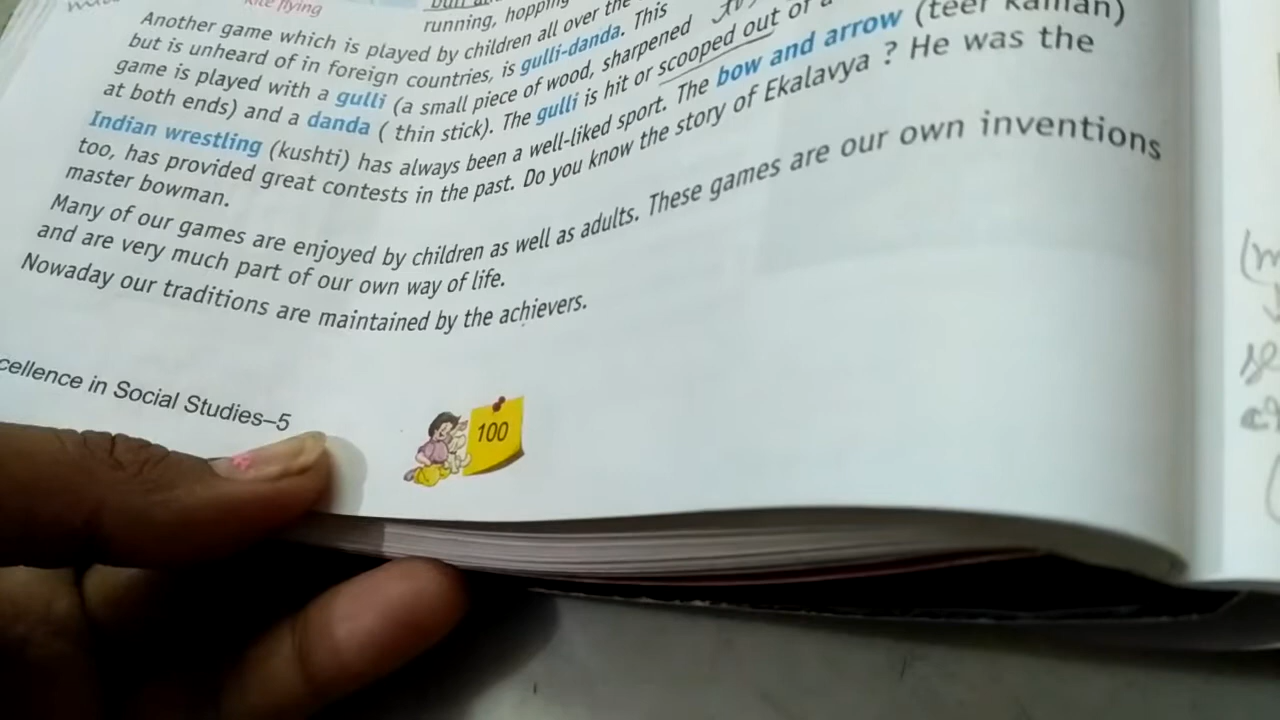 Kite flying
running, hopping
Another game which is played by children all over the
but is unheard of in foreign countries, is gulli-danda. This
game is played with a gulli (a small piece of wood, sharpened
at both ends) and a danda ( thin stick). The gulli is hit or scooped out of a
Indian wrestling (kushti) has always been a well-liked sport. The bow and arrow (teer kaman)
too, has provided great contests in the past. Do you know the story of Ekalavya ? He was the
master bowman.
Many of our games are enjoyed by children as well as adults. These games are our own inventions
and are very much part of our own way of life.
Nowaday our traditions are maintained by the achievers.
cellence in Social Studies–5
100